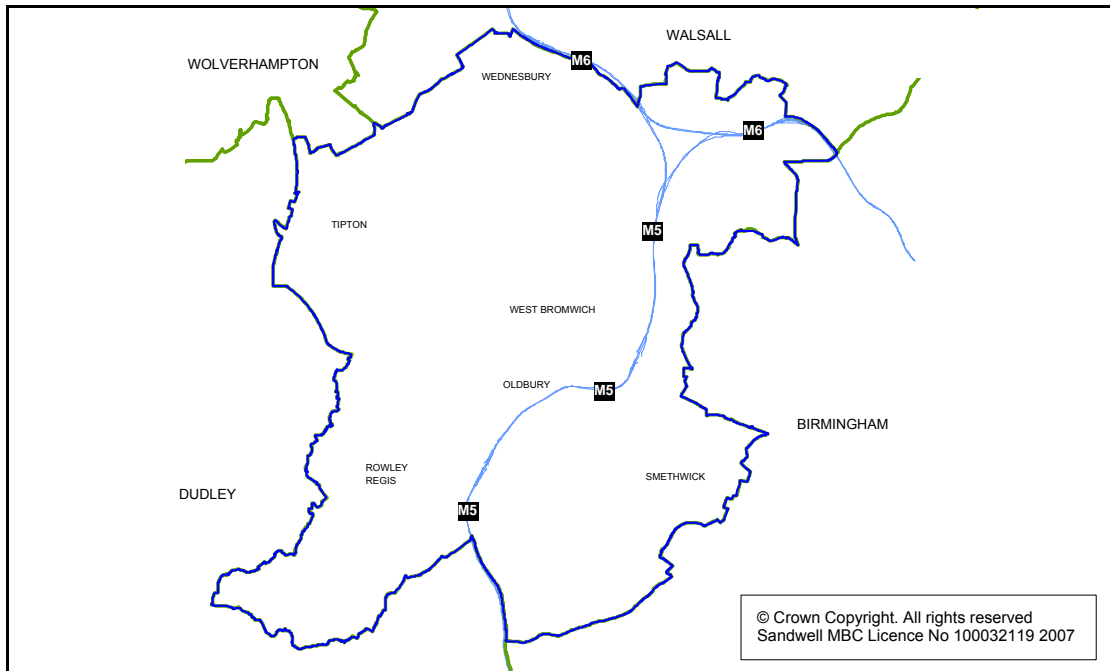 WALSALL
M6
WOLVERHAMPTON
WEDNESBURY
M6
TIPTON
M5
WEST BROMWICH
OLDBURY
M5
BIRMINGHAM
ROWLEY
REGIS
SMETHWICK
DUDLEY
M5
© Crown Copyright. All rights reserved
Sandwell MBC Licence No 100032119 2007